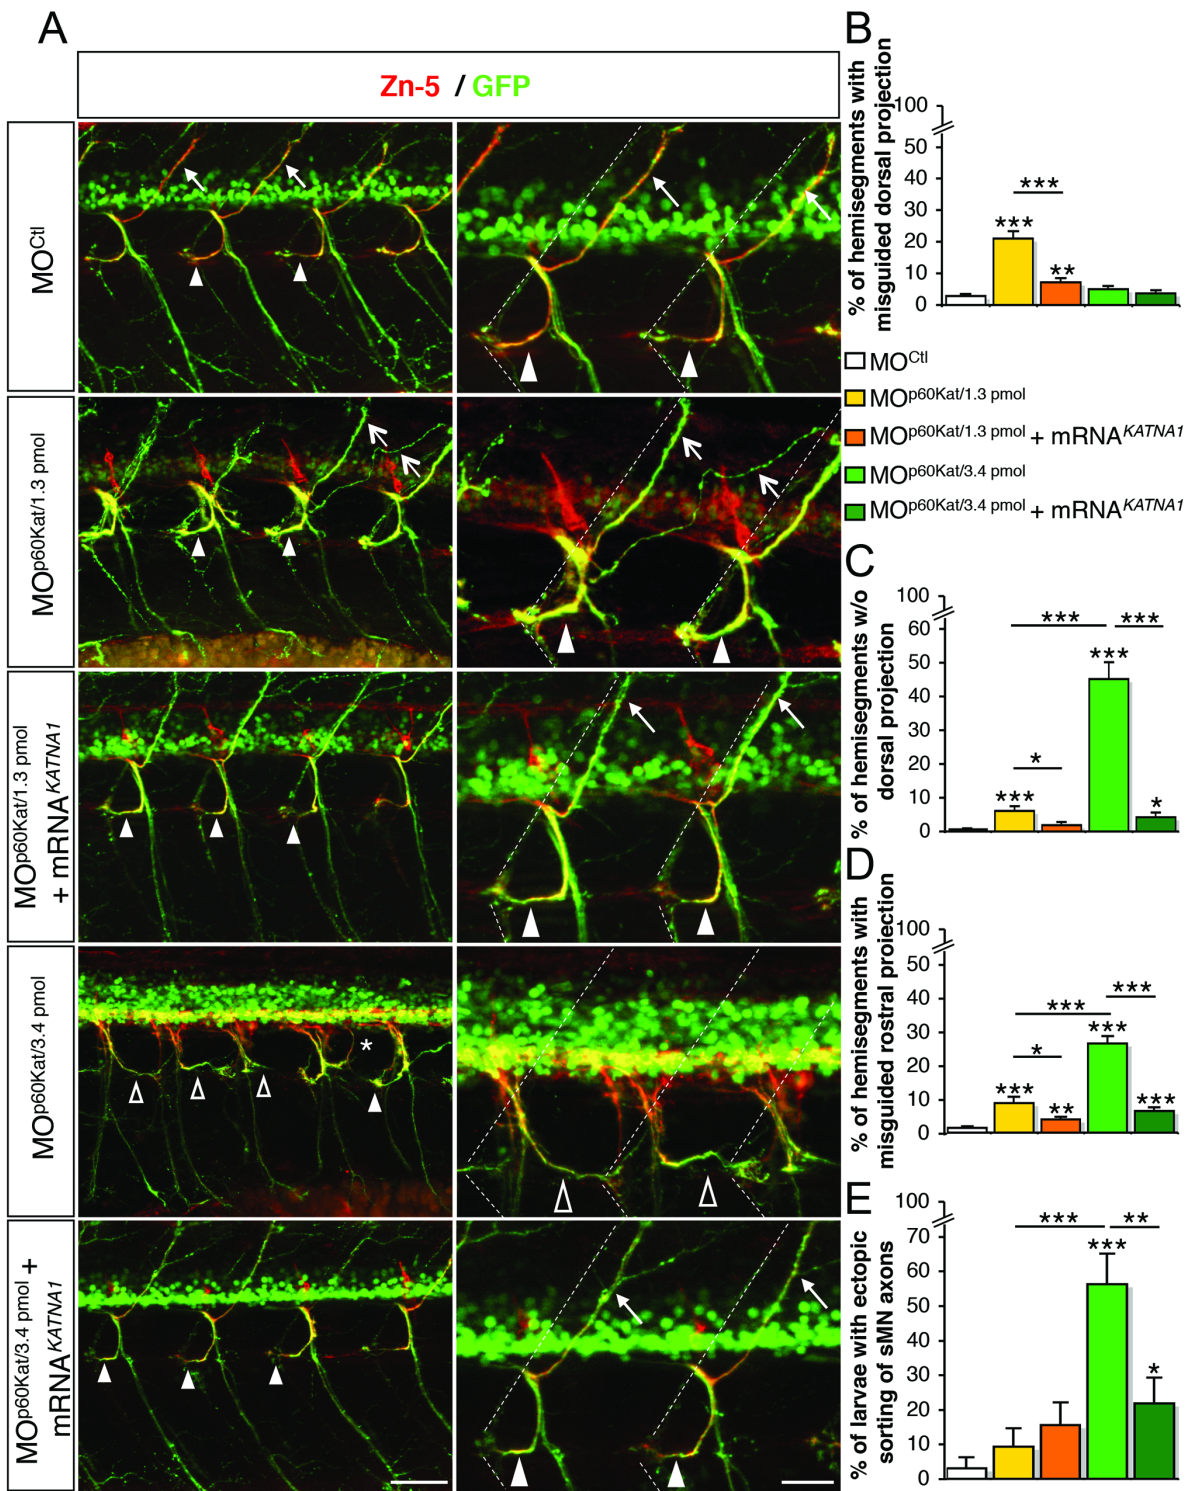 A
Zn-5 / GFP
MOCtl
MOp60Kat/1.3 pmol
MOp60Kat/1.3 pmol
+ mRNAKATNA1
MOp60Kat/3.4 pmol
MOp60Kat/3.4 pmol +
mRNAKATNA1
*
B
% of hemisegments with
misguided dorsal projection
100
50
40
30
20
10
0
***
***
**
MOCtl
MOp60Kat/1.3 pmol
MOp60Kat/1.3 pmol + mRNAKATNA1
MOp60Kat/3.4 pmol
MOp60Kat/3.4 pmol + mRNAKATNA1
C
% of hemisegments w/o
dorsal projection
100
60
50
40
30
20
10
0
*** ***
***
*
*** *
D
% of hemisegments with
misguided rostral projection
100
50
40
30
20
10
0
***
***
***
*
*** ** ***
E
% of larvae with ectopic
sorting of sMN axons
100
70
60
50
40
30
20
10
0
*** **
***
*